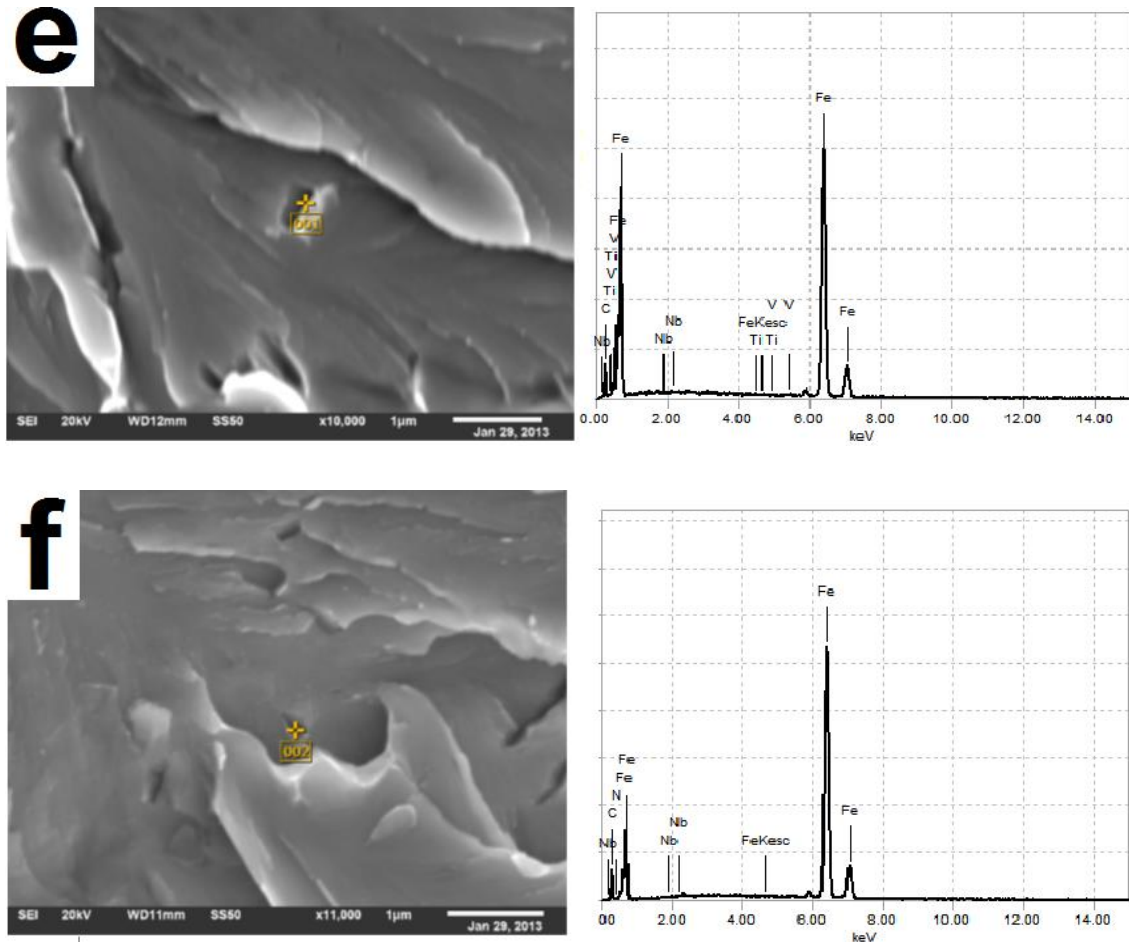 e
001
SEI 20kV WD12mm SS50 x10,000 1µm
Jan 29, 2013
Fe
Fe
Fe
V
Ti
V
Ti
C
Nb
Nb
Nb
V V
FeKesc
Ti Ti
Fe
0.00 2.00 4.00 6.00 8.00 10.00 12.00 14.00
keV
f
002
SEI 20kV WD11mm SS50 x11,000 1µm
Jan 29, 2013
Fe
Fe
Fe
N
C
Nb
Nb
Nb
FeKesc
Fe
00 2.00 4.00 6.00 8.00 10.00 12.00 14.00
keV